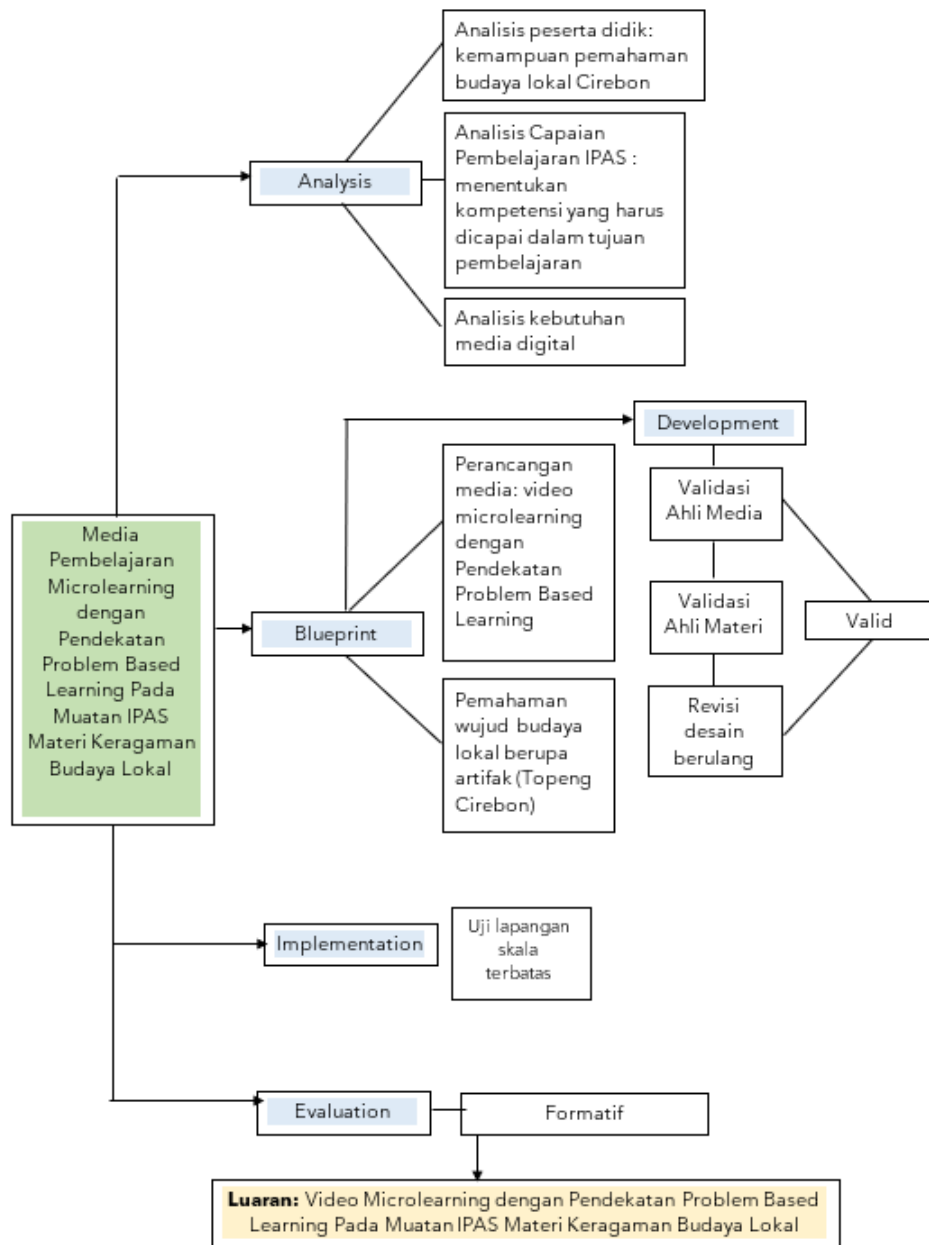 Analisis peserta didik:
kemampuan pemahaman
budaya lokal Cirebon
Analysis
Analisis Capaian
Pembelajaran IPAS :
menentukan
kompetensi yang harus
dicapai dalam tujuan
pembelajaran
Analisis kebutuhan
media digital
Development
Perancangan
media: video
microlearning
dengan
Pendekatan
Problem Based
Learning
Validasi
Ahli Media
Validasi
Ahli Materi
Revisi
desain
berulang
Valid
Media
Pembelajaran
Microlearning
dengan
Pendekatan
Problem Based
Learning Pada
Muatan IPAS
Materi Keragaman
Budaya Lokal
Blueprint
Pemahaman
wujud budaya
lokal berupa
artifak (Topeng
Cirebon)
Implementation
Uji lapangan
skala
terbatas
Evaluation
Formatif
Luaran: Video Microlearning dengan Pendekatan Problem Based
Learning Pada Muatan IPAS Materi Keragaman Budaya Lokal